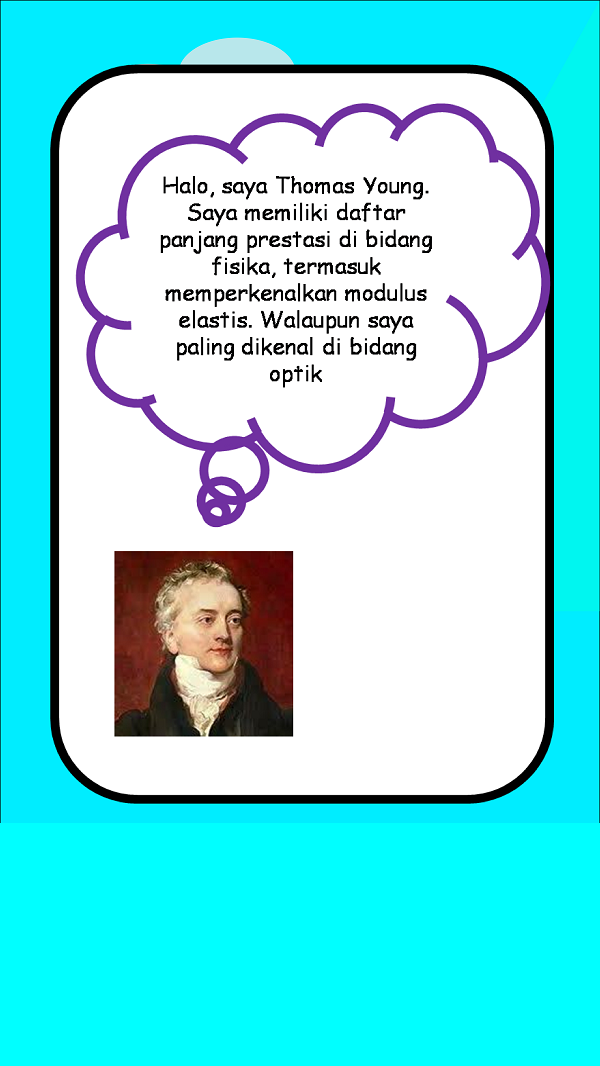 Halo, saya Thomas Young.
Saya memiliki daftar
panjang prestasi di bidang
fisika, termasuk
memperkenalkan modulus
elastis. Walaupun saya
paling dikenal di bidang
optik